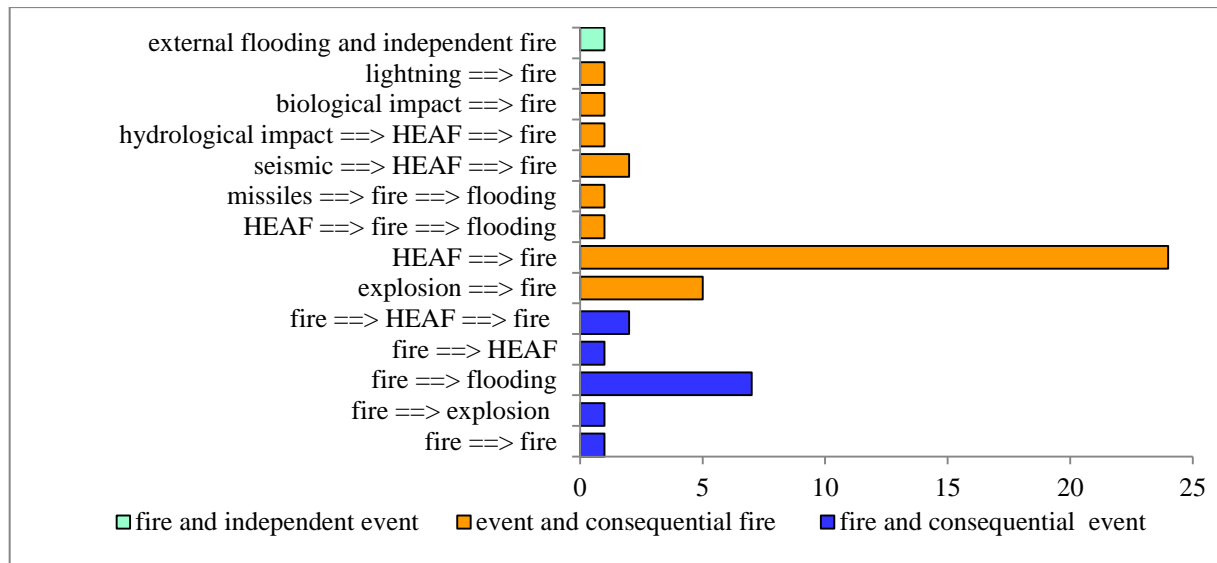 external flooding and independent fire
lightning ==> fire
biological impact ==> fire
hydrological impact ==> HEAF ==> fire
seismic ==> HEAF ==> fire
missiles ==> fire ==> flooding
HEAF ==> fire ==> flooding
HEAF ==> fire
explosion ==> fire
fire ==> HEAF ==> fire
fire ==> HEAF
fire ==> flooding
fire ==> explosion
fire ==> fire
0 5 10 15 20 25
fire and independent event event and consequential fire fire and consequential event